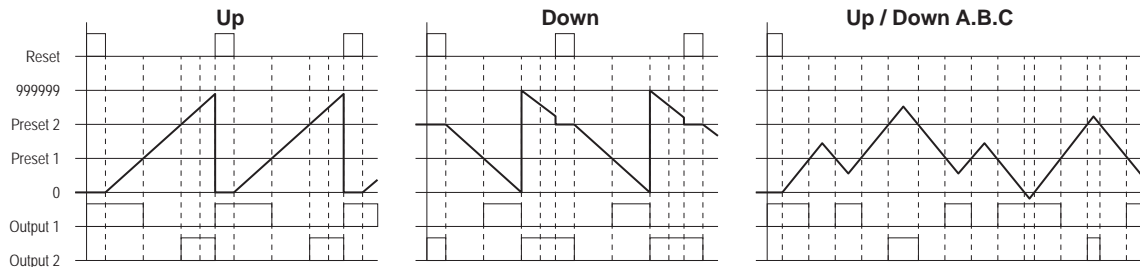 Up
Down
Up / Down A.B.C
Reset
999999
Preset 2
Preset 1
0
Output 1
Output 2